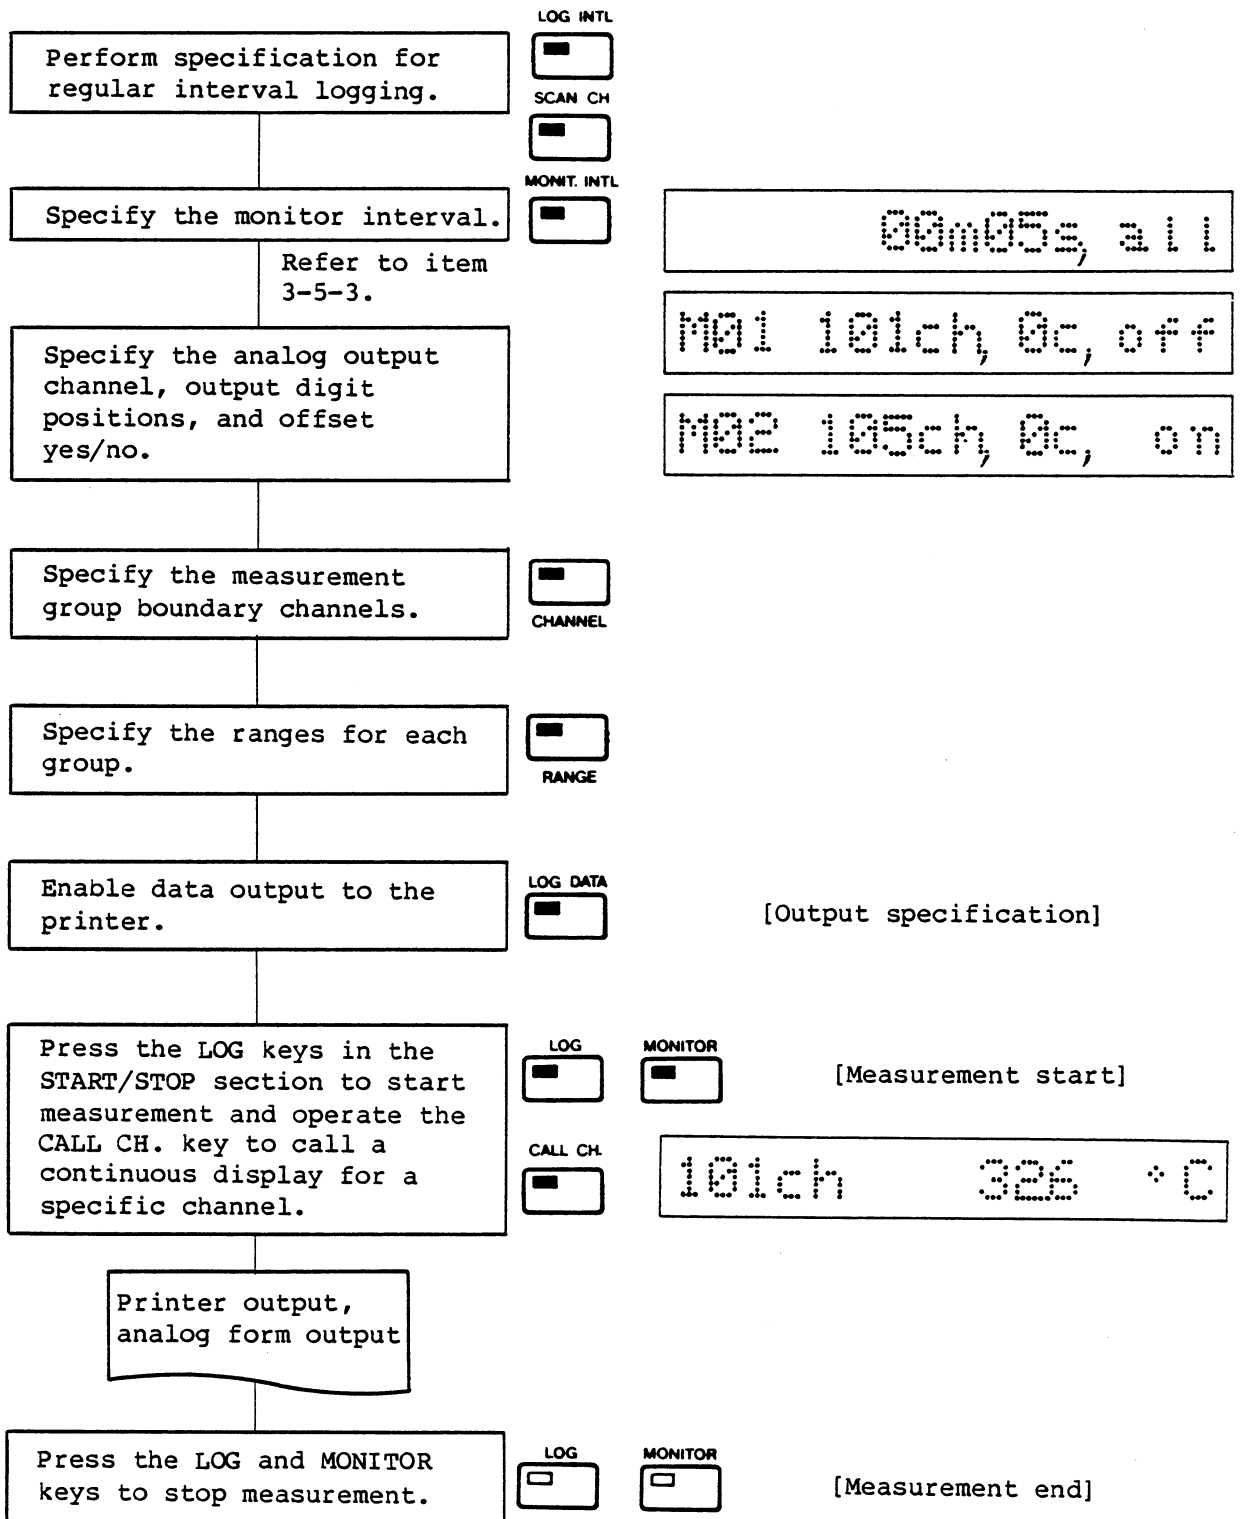 LOG INTL
Perform specification for
regular interval logging.
SCAN CH
MONIT. INTL
Specify the monitor interval.
00m05s, all
Refer to item
3-5-3.
M01 101ch, 0c, off
Specify the analog output
channel, output digit
positions, and offset
yes/no.
M02 105ch, 0c, on
Specify the measurement
group boundary channels.
CHANNEL
Specify the ranges for each
group.
RANGE
Enable data output to the
printer.
LOG DATA
[Output specification]
Press the LOG keys in the
START/STOP section to start
measurement and operate the
CALL CH. key to call a
continuous display for a
specific channel.
LOG
MONITOR
[Measurement start]
CALL CH.
101ch 326 °C
Printer output,
analog form output
Press the LOG and MONITOR
keys to stop measurement.
LOG
MONITOR
[Measurement end]